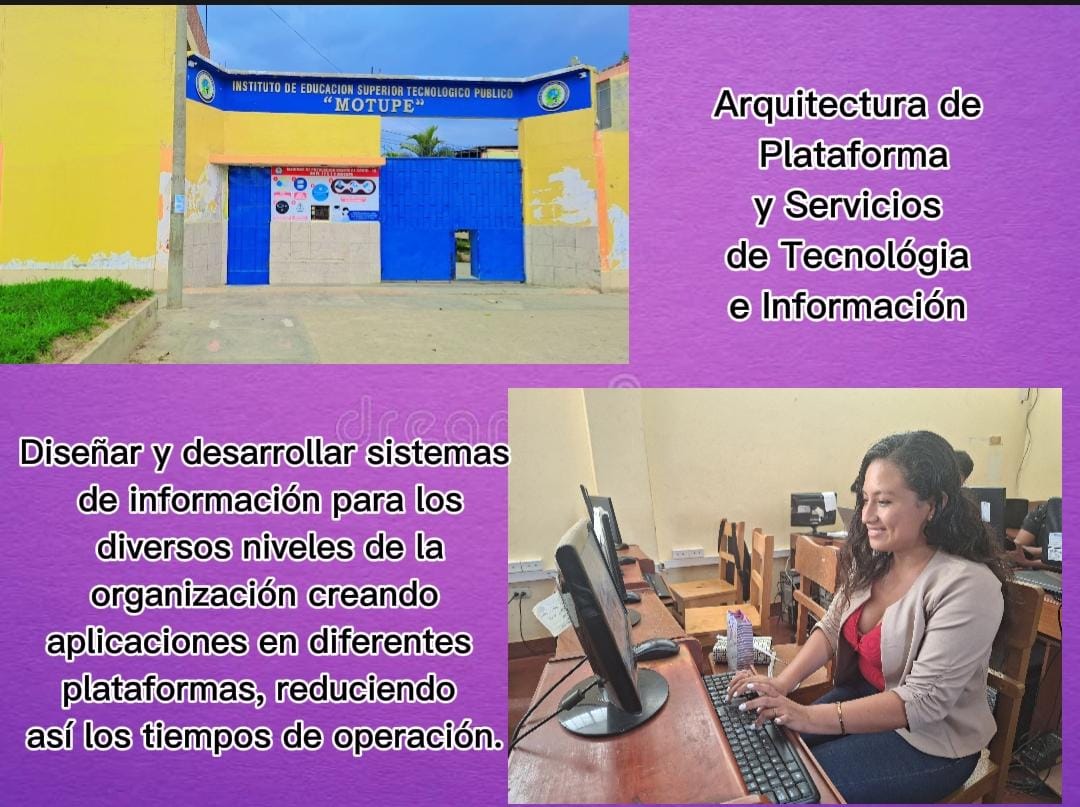 INSTITUTO DE EDUCACION SUPERIOR TECNOLOGICO PUBLICO
“MOTUPE”
Arquitectura de
Plataforma
y Servicios
de Tecnológia
e Información
Diseñar y desarrollar sistemas
de información para los
diversos niveles de la
organización creando
aplicaciones en diferentes
plataformas, reduciendo
así los tiempos de operación.